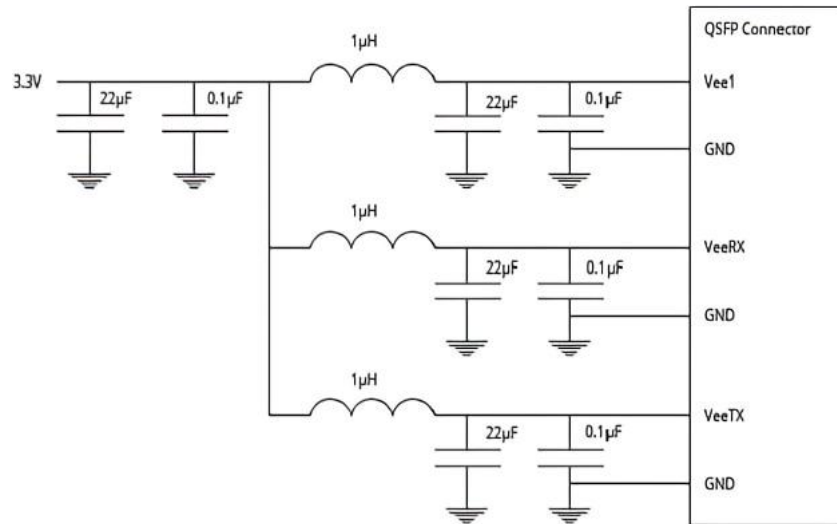 QSFP Connector
1µH
3.3V
Vee1
22µF
0.1µF
22µF
0.1µF
GND
1µH
VeeRX
22µF
0.1µF
GND
1µH
VeeTX
22µF
0.1µF
GND